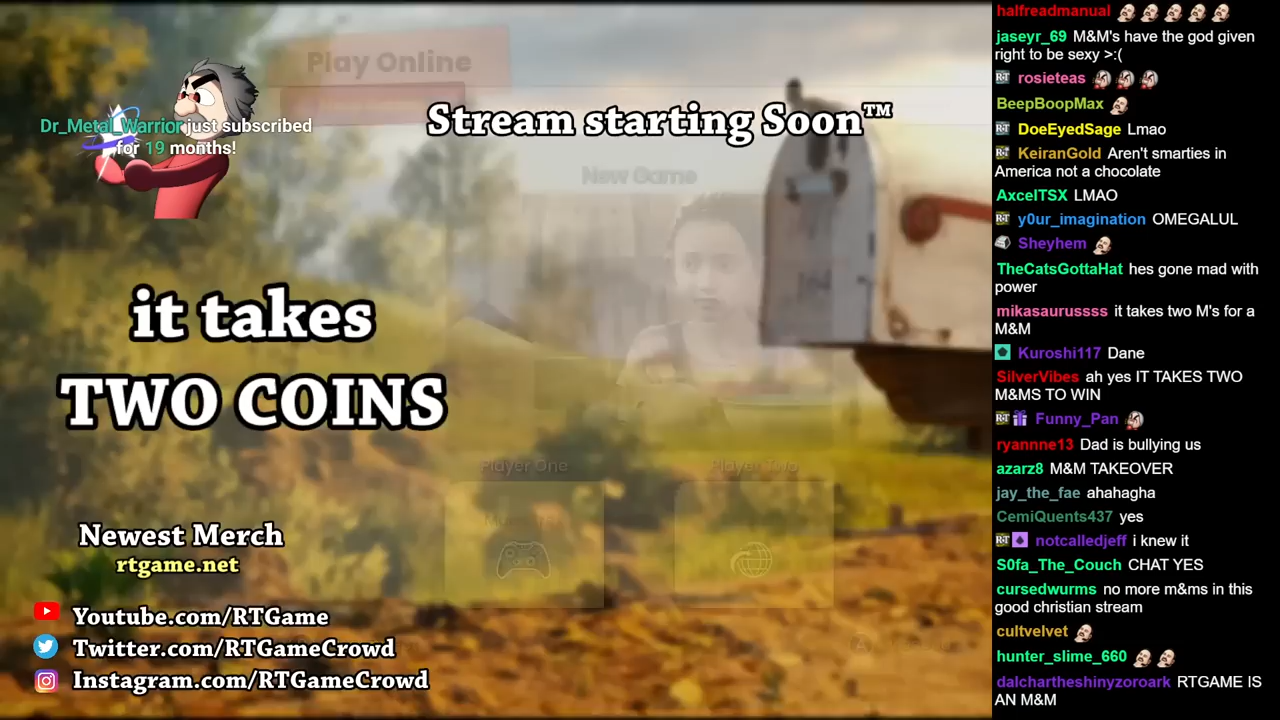 Play Online
Stream starting Soon™
Dr_Metal_Warrior just subscribed
for 19 months!
New Game
it takes
TWO COINS
Player One
Player Two
Newest Merch
rtgame.net
Youtube.com/RTGame
Twitter.com/RTGameCrowd
Instagram.com/RTGameCrowd
halfreadmanual
jaseyr_69 M&M's have the god given
right to be sexy >:(
rosieteas
BeepBoopMax
DoeEyedSage Lmao
KeiranGold Aren't smarties in
America not a chocolate
AxcelTSX LMAO
y0ur_imagination OMEGALUL
Sheyhem
TheCatsGottaHat hes gone mad with
power
mikasaurussss it takes two M's for a
M&M
Kuroshi117 Dane
SilverVibes ah yes IT TAKES TWO
M&MS TO WIN
Funny_Pan
ryannne13 Dad is bullying us
azarz8 M&M TAKEOVER
jay_the_fae ahahagha
CemiQuents437 yes
notcalledjeff i knew it
S0fa_The_Couch CHAT YES
cursedwurms no more m&ms in this
good christian stream
cultvelvet
hunter_slime_660
dalchartheshinyzoroark RTGAME IS
AN M&M